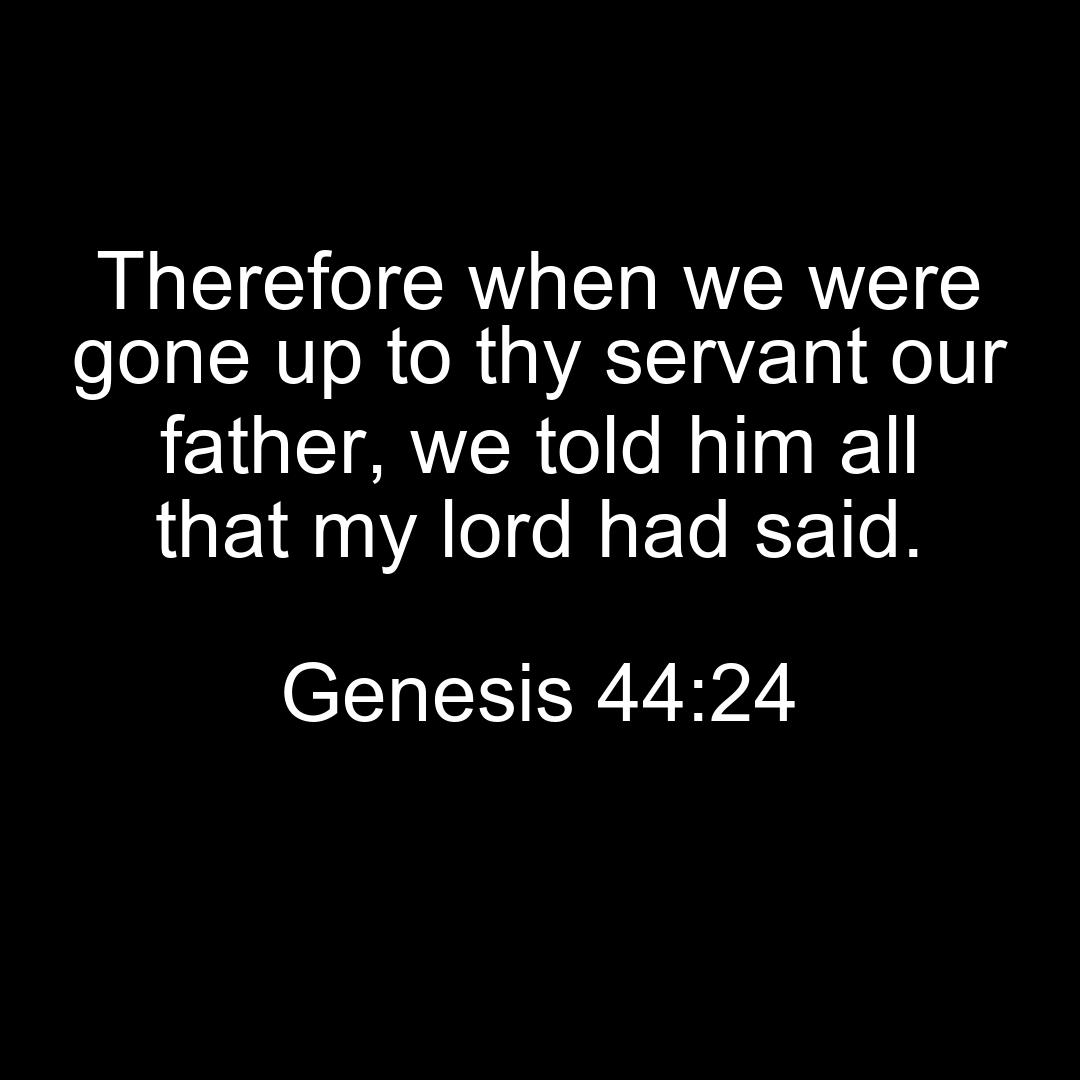 Therefore when we were
gone up to thy servant our
father, we told him all
that my lord had said.
Genesis 44:24